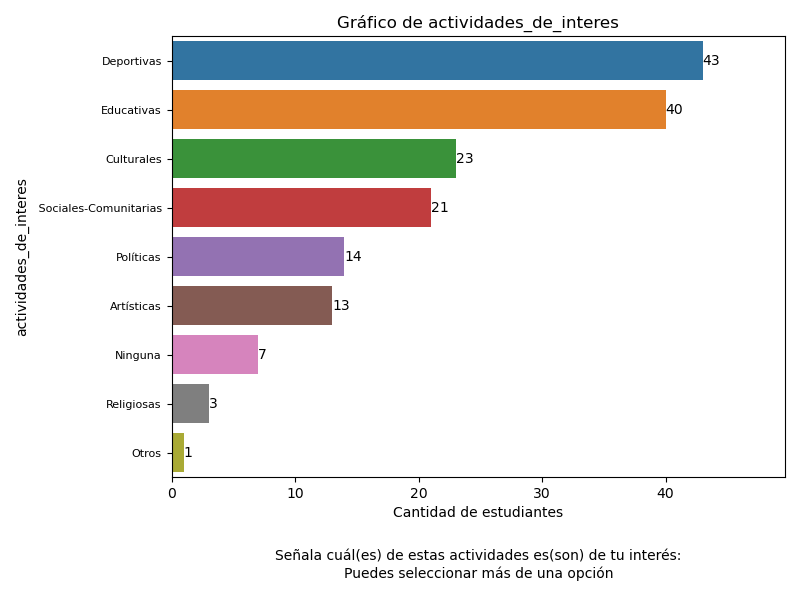 Gráfico de actividades_de_interes
actividades_de_interes
Deportivas 43
Educativas 40
Culturales 23
Sociales-Comunitarias 21
Políticas 14
Artísticas 13
Ninguna 7
Religiosas 3
Otros 1
0 10 20 30 40
Cantidad de estudiantes
Señala cuál(es) de estas actividades es(son) de tu interés:
Puedes seleccionar más de una opción